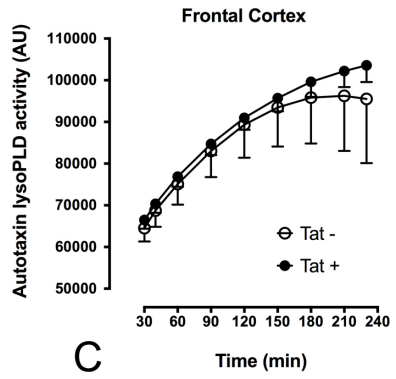 Frontal Cortex
Autotaxin lysoPLD activity (AU)
110000
100000
90000
80000
70000
60000
50000
Tat -
Tat +
30 60 90 120 150 180 210 240
Time (min)
C